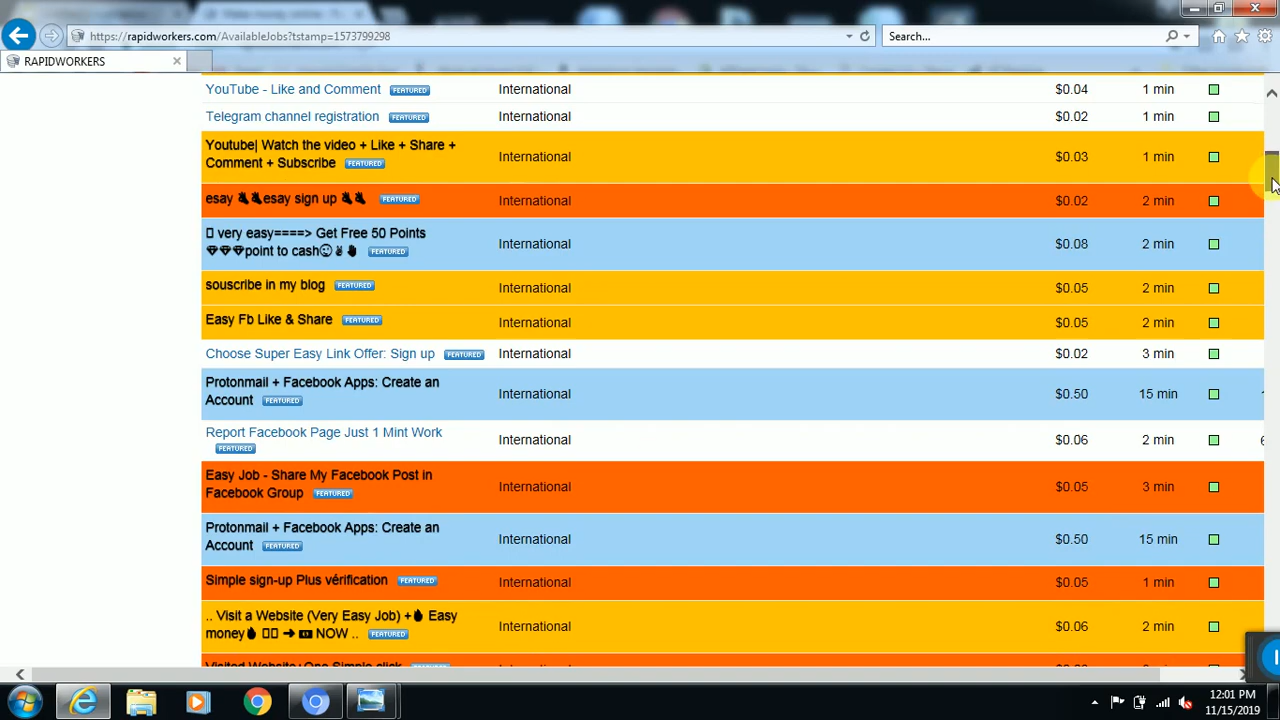 https://rapidworkers.com/AvailableJobs?tstamp=1573799298
Search...
RAPIDWORKERS
YouTube - Like and Comment FEATURED International $0.04 1 min
Telegram channel registration FEATURED International $0.02 1 min
Youtube| Watch the video + Like + Share +
Comment + Subscribe FEATURED International $0.03 1 min
esay esay sign up FEATURED International $0.02 2 min
very easy====> Get Free 50 Points
point to cash FEATURED International $0.08 2 min
souscribe in my blog FEATURED International $0.05 2 min
Easy Fb Like & Share FEATURED International $0.05 2 min
Choose Super Easy Link Offer: Sign up FEATURED International $0.02 3 min
Protonmail + Facebook Apps: Create an
Account FEATURED International $0.50 15 min
Report Facebook Page Just 1 Mint Work
FEATURED International $0.06 2 min
Easy Job - Share My Facebook Post in
Facebook Group FEATURED International $0.05 3 min
Protonmail + Facebook Apps: Create an
Account FEATURED International $0.50 15 min
Simple sign-up Plus vérification FEATURED International $0.05 1 min
.. Visit a Website (Very Easy Job) + Easy
money ➔ NOW .. FEATURED International $0.06 2 min
Visited Website+One Simple click
12:01 PM
11/15/2019